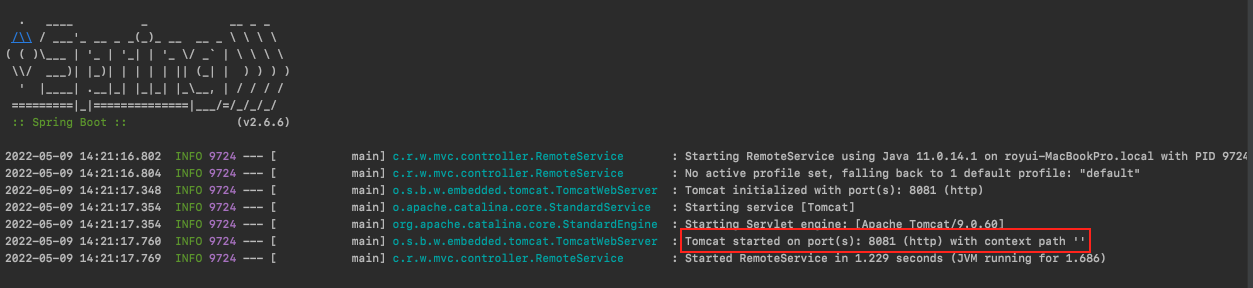 .   ____          _            __ _ _
 /\\ / ___'_ __ _ _(_)_ __  __ _ \ \ \ \
( ( )\___ | '_ | '_| | '_ \/ _` | \ \ \ \
 \\/  ___)| |_)| | | | | || (_| |  ) ) ) )
  '  |____| .__|_| |_|_| |_\__, | / / / /
 =========|_|==============|___/=/_/_/_/
 :: Spring Boot ::                (v2.6.6)
2022-05-09 14:21:16.802  INFO 9724 --- [           main] c.r.w.mvc.controller.RemoteService       : Starting RemoteService using Java 11.0.14.1 on royui-MacBookPro.local with PID 9724
2022-05-09 14:21:16.804  INFO 9724 --- [           main] c.r.w.mvc.controller.RemoteService       : No active profile set, falling back to 1 default profile: "default"
2022-05-09 14:21:17.348  INFO 9724 --- [           main] o.s.b.w.embedded.tomcat.TomcatWebServer  : Tomcat initialized with port(s): 8081 (http)
2022-05-09 14:21:17.354  INFO 9724 --- [           main] o.apache.catalina.core.StandardService   : Starting service [Tomcat]
2022-05-09 14:21:17.354  INFO 9724 --- [           main] org.apache.catalina.core.StandardEngine  : Starting Servlet engine: [Apache Tomcat/9.0.60]
2022-05-09 14:21:17.760  INFO 9724 --- [           main] o.s.b.w.embedded.tomcat.TomcatWebServer  : Tomcat started on port(s): 8081 (http) with context path ''
2022-05-09 14:21:17.769  INFO 9724 --- [           main] c.r.w.mvc.controller.RemoteService       : Started RemoteService in 1.229 seconds (JVM running for 1.686)